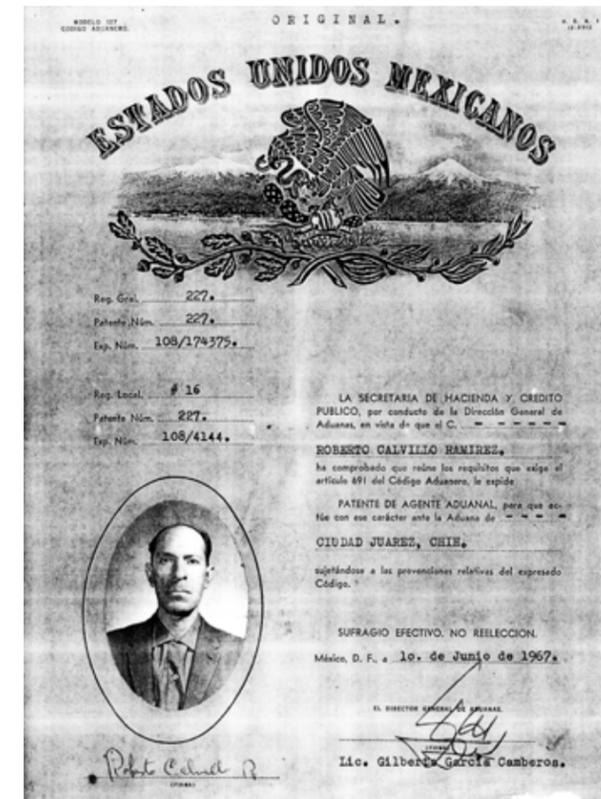 MODELO 127
CODIGO ADUANERO.
ORIGINAL.
ESTADOS UNIDOS MEXICANOS
Reg. Gral. 227.
Patente Núm. 227.
Exp. Núm. 108/174375.
Reg. Local. # 16
Patente Núm. 227.
Exp. Núm. 108/4144.
LA SECRETARIA DE HACIENDA Y CREDITO
PUBLICO, por conducto de la Dirección General de
Aduanas, en vista de que el C. - - - - - -
ROBERTO CALVILLO RAMIREZ.
ha comprobado que reúne los requisitos que exige el
artículo 691 del Código Aduanero, le expide
PATENTE DE AGENTE ADUANAL, para que ac-
túe con ese carácter ante la Aduana de - - - -
CIUDAD JUAREZ, CHIH.
sujetándose a las prevenciones relativas del expresado
Código.
SUFRAGIO EFECTIVO. NO REELECCION.
México, D. F., a 1o. de Junio de 1967.
EL DIRECTOR GENERAL DE ADUANAS.
(FIRMA)
Lic. Gilberto García Camberos.
Roberto Calvillo R
(FIRMA)